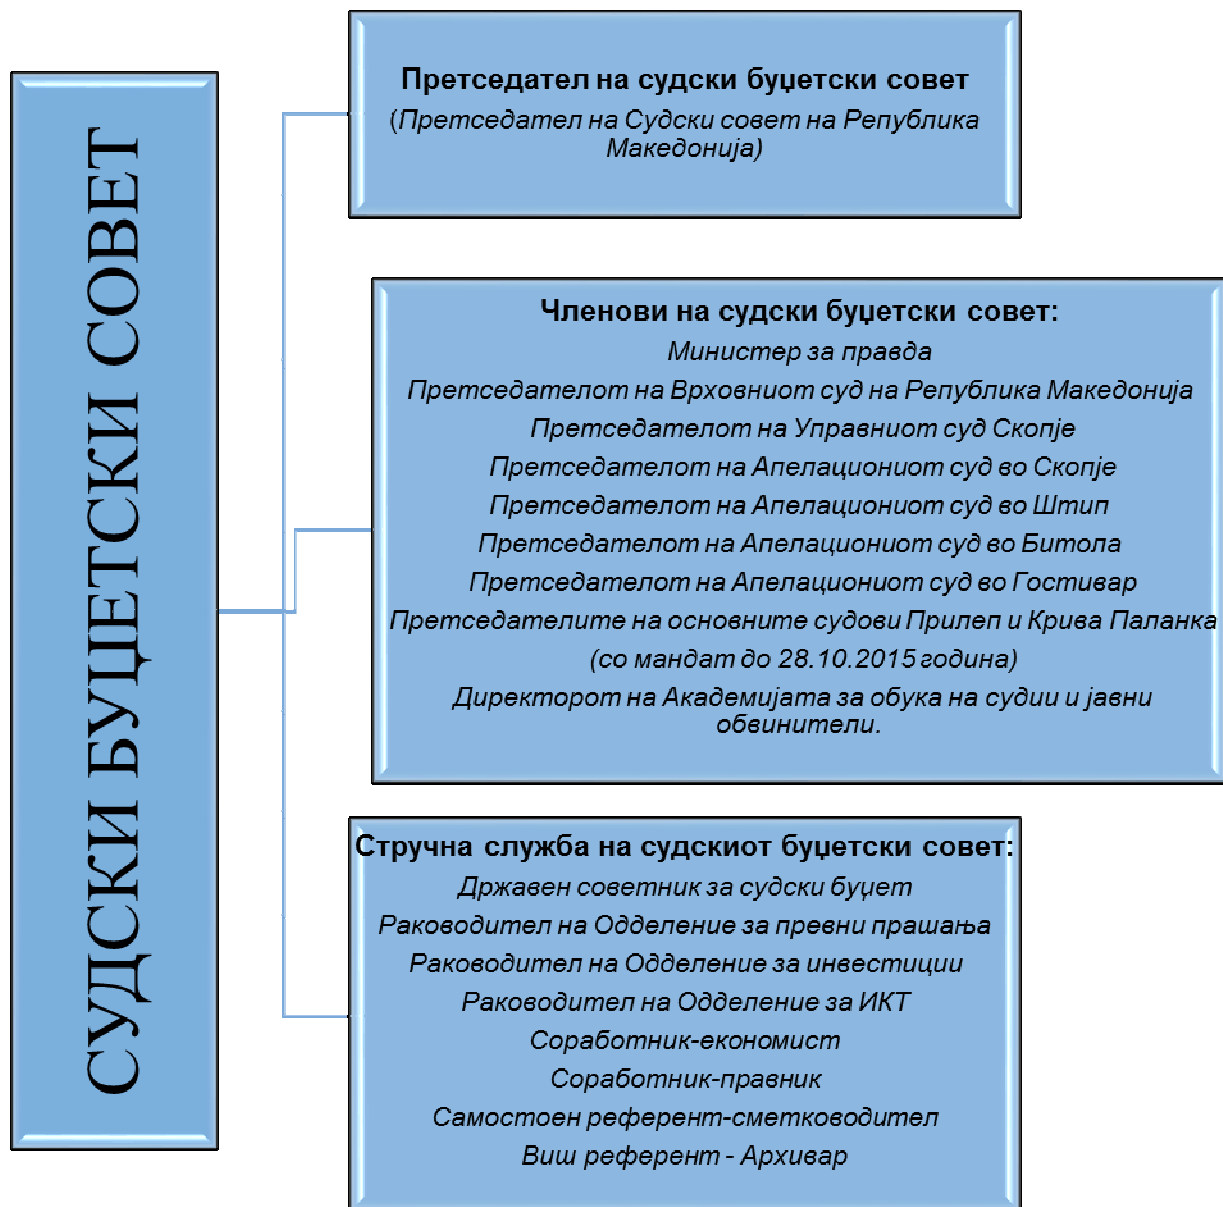 СУДСКИ БУЏЕТСКИ СОВЕТ
Претседател на судски буџетски совет
(Претседател на Судски совет на Република
Македонија)
Членови на судски буџетски совет:
Министер за правда
Претседателот на Врховниот суд на Република Македонија
Претседателот на Управниот суд Скопје
Претседателот на Апелациониот суд во Скопје
Претседателот на Апелациониот суд во Штип
Претседателот на Апелациониот суд во Битола
Претседателот на Апелациониот суд во Гостивар
Претседателите на основните судови Прилеп и Крива Паланка
(со мандат до 28.10.2015 година)
Директорот на Академијата за обука на судии и јавни
обвинители.
Стручна служба на судскиот буџетски совет:
Државен советник за судски буџет
Раководител на Одделение за превни прашања
Раководител на Одделение за инвестиции
Раководител на Одделение за ИКТ
Соработник-економист
Соработник-правник
Самостоен референт-сметководител
Виш референт - Архивар